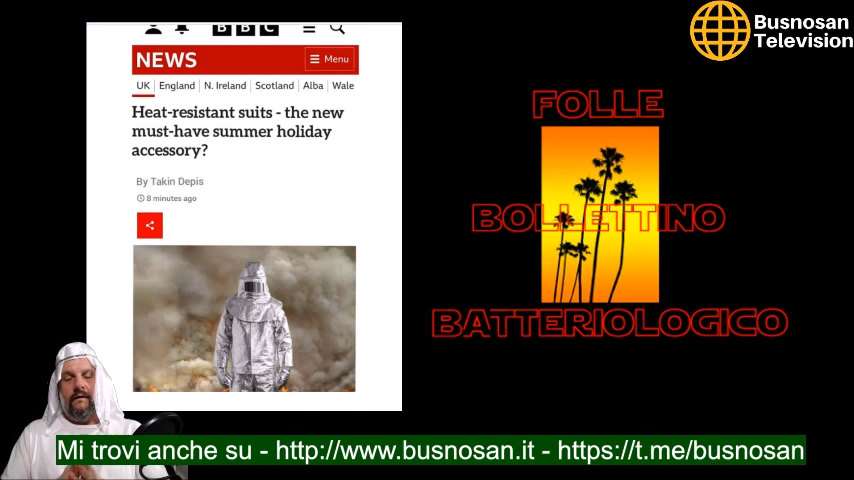 BBC
NEWS
Menu
UK
England
N. Ireland
Scotland
Alba
Wale
Heat-resistant suits - the new
must-have summer holiday
accessory?
By Takin Depis
8 minutes ago
Busnosan
Television
FOLLE
BOLLETTINO
BATTERIOLOGICO
Mi trovi anche su - http://www.busnosan.it - https://t.me/busnosan